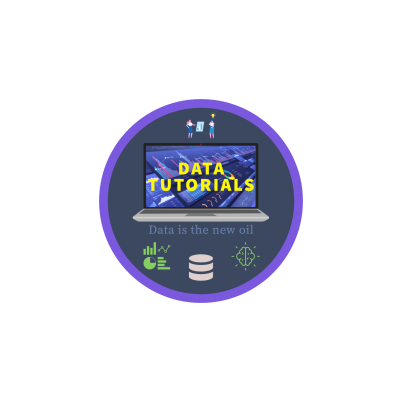 DATA
TUTORIALS
Data is the new oil